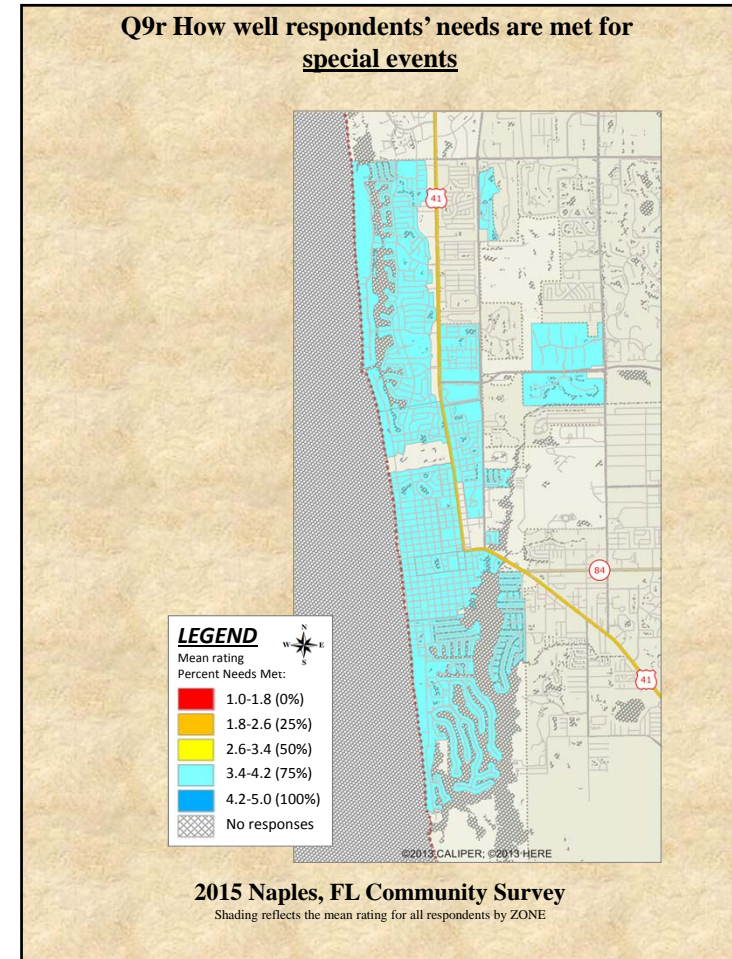 Q9r How well respondents’ needs are met for
special events
41
84
41
LEGEND
N
W E
S
Mean rating
Percent Needs Met:
1.0-1.8 (0%)
1.8-2.6 (25%)
2.6-3.4 (50%)
3.4-4.2 (75%)
4.2-5.0 (100%)
No responses
©2013 CALIPER; ©2013 HERE
2015 Naples, FL Community Survey
Shading reflects the mean rating for all respondents by ZONE